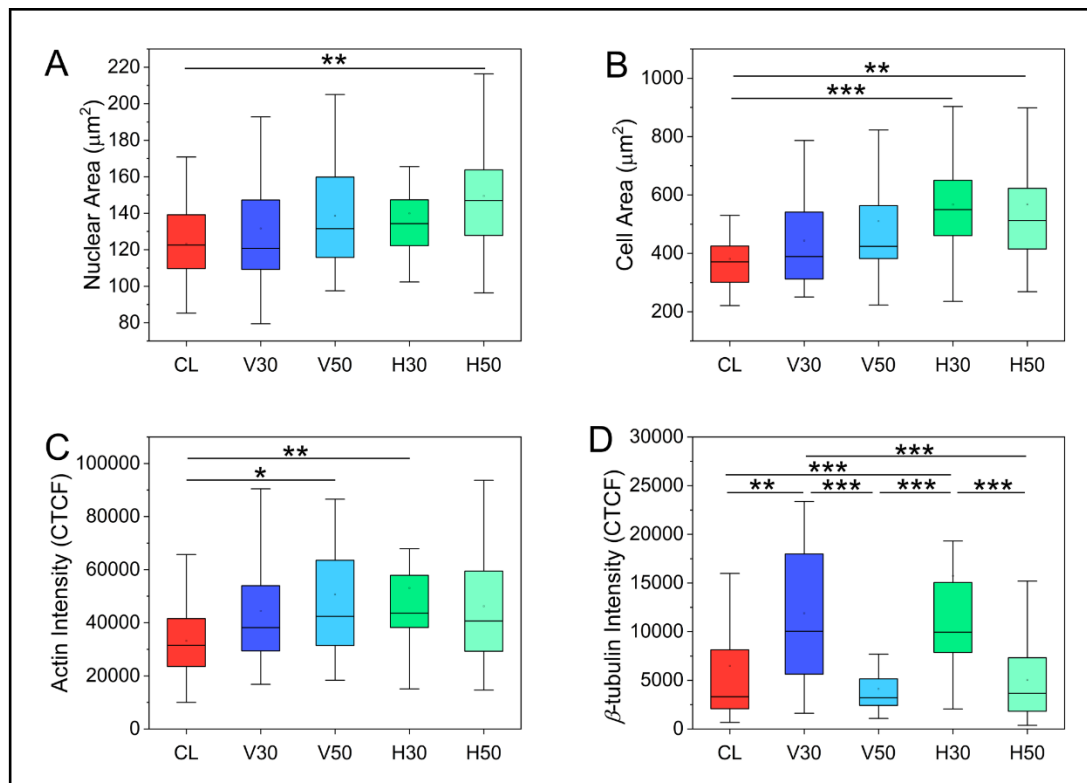 A
Nuclear Area (μm²)
220
200
180
160
140
120
100
80
**
CL V30 V50 H30 H50
B
Cell Area (μm²)
1000
800
600
400
200
**
***
CL V30 V50 H30 H50
C
Actin Intensity (CTCF)
100000
80000
60000
40000
20000
0
**
*
CL V30 V50 H30 H50
D
β-tubulin Intensity (CTCF)
30000
25000
20000
15000
10000
5000
0
***
***
** *** *** ***
CL V30 V50 H30 H50